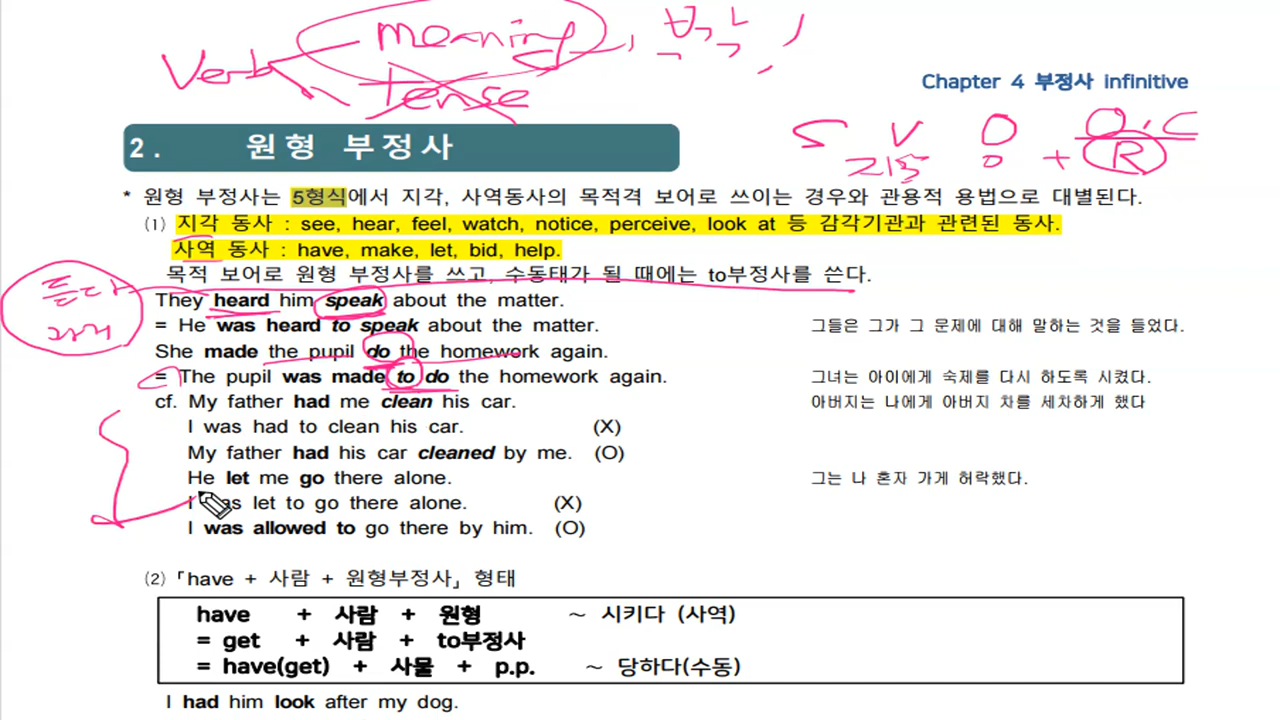 Verb meaning, 부각,
tense
Chapter 4 부정사 infinitive
S V O O.C
지동 O + R
2. 원형 부정사
* 원형 부정사는 5형식에서 지각, 사역동사의 목적격 보어로 쓰이는 경우와 관용적 용법으로 대별된다.
(1) 지각 동사 : see, hear, feel, watch, notice, perceive, look at 등 감각기관과 관련된 동사.
사역 동사 : have, make, let, bid, help.
목적 보어로 원형 부정사를 쓰고, 수동태가 될 때에는 to부정사를 쓴다.
듣다
과거
They heard him speak about the matter.
= He was heard to speak about the matter. 그들은 그가 그 문제에 대해 말하는 것을 들었다.
She made the pupil do the homework again.
= The pupil was made to do the homework again. 그녀는 아이에게 숙제를 다시 하도록 시켰다.
cf. My father had me clean his car. 아버지는 나에게 아버지 차를 세차하게 했다
I was had to clean his car. (X)
My father had his car cleaned by me. (O)
He let me go there alone. 그는 나 혼자 가게 허락했다.
I was let to go there alone. (X)
I was allowed to go there by him. (O)
(2) 「have + 사람 + 원형부정사」 형태
have + 사람 + 원형 ~ 시키다 (사역)
= get + 사람 + to부정사
= have(get) + 사물 + p.p. ~ 당하다(수동)
I had him look after my dog.